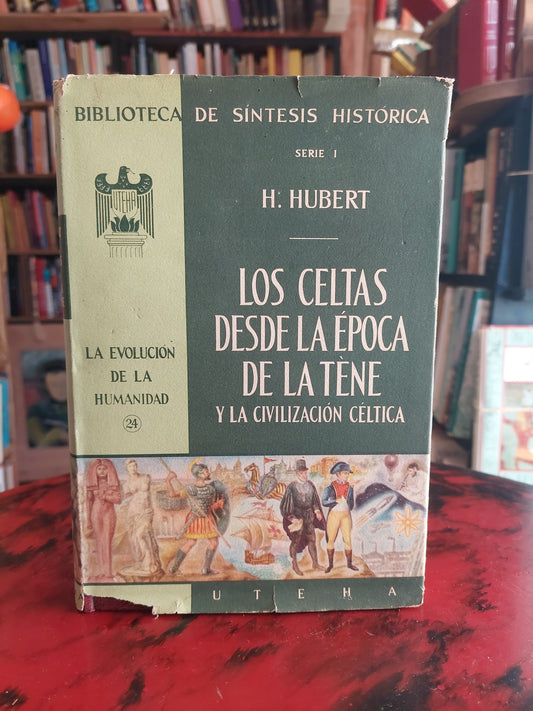 BIBLIOTECA DE SÍNTESIS HISTÓRICA
SERIE I
UTEHA
H. HUBERT
LOS CELTAS
DESDE LA ÉPOCA
DE LA TÈNE
Y LA CIVILIZACIÓN CÉLTICA
LA EVOLUCIÓN
DE LA
HUMANIDAD
24
UTEHA